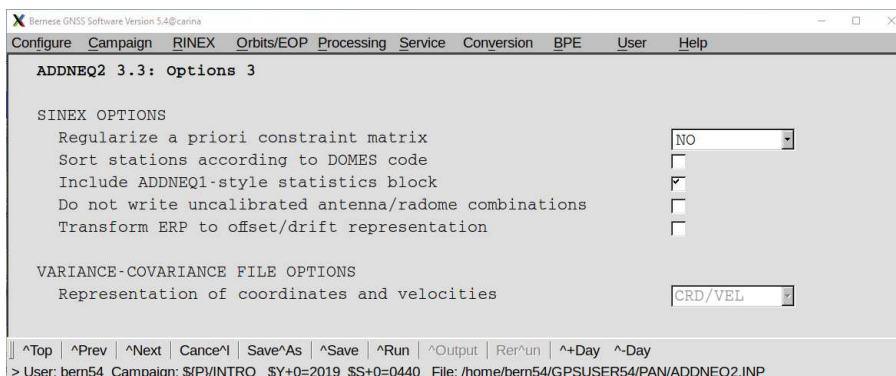 Bernese GNSS Software Version 5.4@carina
Configure Campaign RINEX Orbits/EOP Processing Service Conversion BPE User Help
ADDNEQ2 3.3: Options 3
SINEX OPTIONS
Regularize a priori constraint matrix NO
Sort stations according to DOMES code
Include ADDNEQ1-style statistics block
Do not write uncalibrated antenna/radome combinations
Transform ERP to offset/drift representation
VARIANCE-COVARIANCE FILE OPTIONS
Representation of coordinates and velocities CRD/VEL
^Top ^Prev ^Next Cance^l Save^As ^Save ^Run ^Output Rer^un ^+Day ^-Day
> User: bern54 Campaign: ${P}/INTRO $Y+0=2019 $S+0=0440 File: /home/bern54/GPSUSER54/PAN/ADDNEQ2.INP